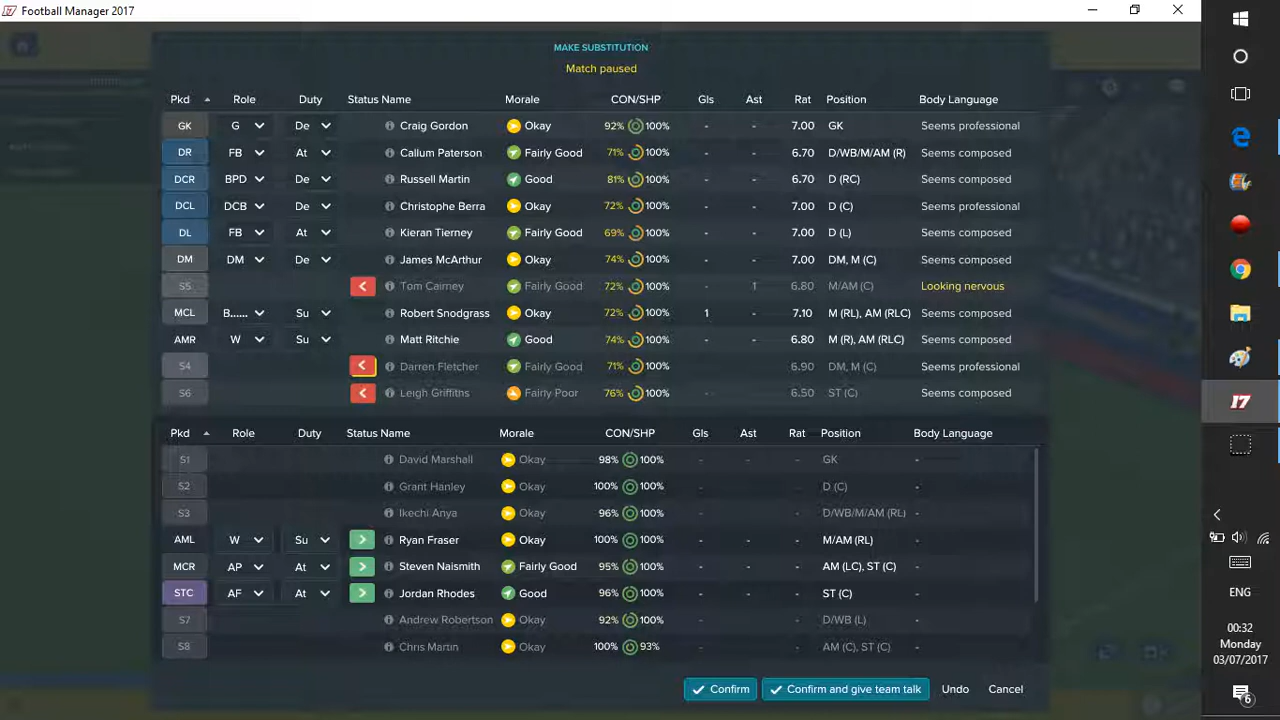 17 Football Manager 2017
MAKE SUBSTITUTION
Match paused
Pkd Role Duty Status Name Morale CON/SHP Gls Ast Rat Position Body Language
GK G De Craig Gordon Okay 92% 100% - - 7.00 GK Seems professional
DR FB At Callum Paterson Fairly Good 71% 100% - - 6.70 D/WB/M/AM (R) Seems composed
DCR BPD De Russell Martin Good 81% 100% - - 6.70 D (RC) Seems composed
DCL DCB De Christophe Berra Okay 72% 100% - - 7.00 D (C) Seems professional
DL FB At Kieran Tierney Fairly Good 69% 100% - - 7.00 D (L) Seems composed
DM DM De James McArthur Okay 74% 100% - - 7.00 DM, M (C) Seems composed
S5 Tom Cairney Fairly Good 72% 100% - 1 6.80 M/AM (C) Looking nervous
MCL B...... Su Robert Snodgrass Okay 72% 100% 1 - 7.10 M (RL), AM (RLC) Seems composed
AMR W Su Matt Ritchie Good 74% 100% - - 6.80 M (R), AM (RLC) Seems composed
S4 Darren Fletcher Fairly Good 71% 100% - - 6.90 DM, M (C) Seems professional
S6 Leigh Griffiths Fairly Poor 76% 100% - - 6.50 ST (C) Seems composed
Pkd Role Duty Status Name Morale CON/SHP Gls Ast Rat Position Body Language
S1 David Marshall Okay 98% 100% - - - GK -
S2 Grant Hanley Okay 100% 100% - - - D (C) -
S3 Ikechi Anya Okay 96% 100% - - - D/WB/M/AM (RL) -
AML W Su Ryan Fraser Okay 100% 100% - - - M/AM (RL) -
MCR AP At Steven Naismith Fairly Good 95% 100% - - - AM (LC), ST (C) -
STC AF At Jordan Rhodes Good 96% 100% - - - ST (C) -
S7 Andrew Robertson Okay 92% 100% - - - D/WB (L) -
S8 Chris Martin Okay 100% 93% - - - AM (C), ST (C) -
Confirm Confirm and give team talk Undo Cancel
17
ENG
00:32
Monday
03/07/2017
6